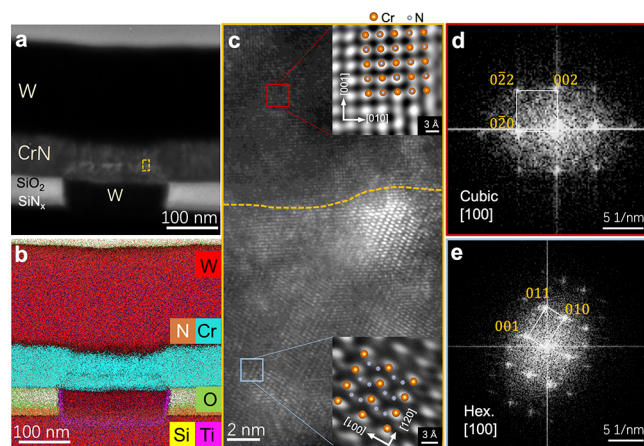 a
W
CrN
SiO2
SiNx
W
100 nm
b
W
N Cr
O
Si Ti
100 nm
Cr N
c
[001]
[010]
3 Å
2 nm
[100]
[120]
3 Å
d
02̄2 002
02̄0
Cubic
[100]
5 1/nm
e
011
010
001
Hex.
[100]
5 1/nm